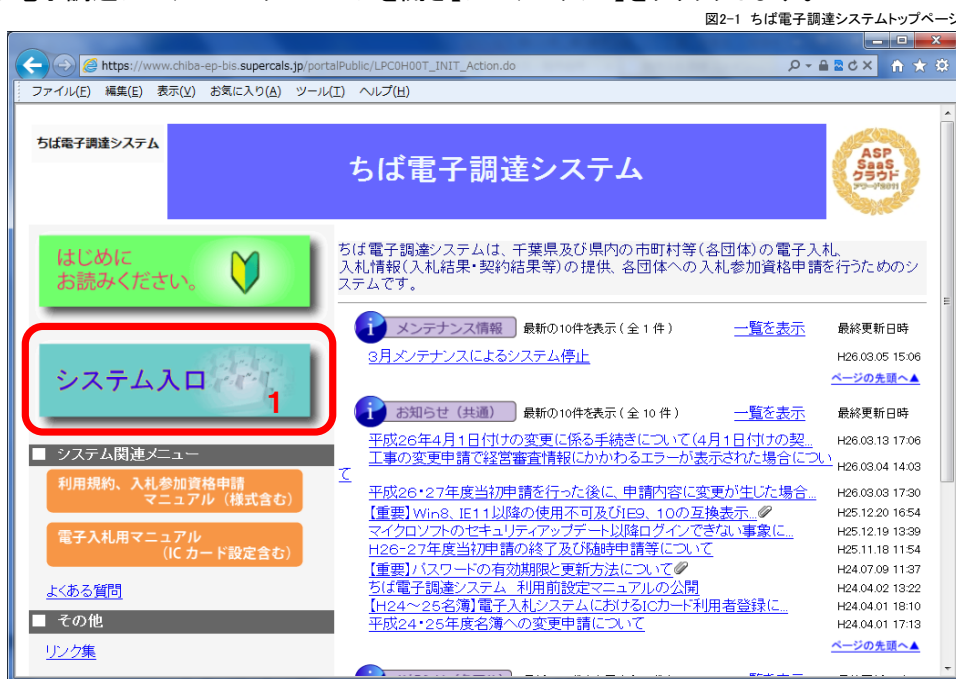 図2-1 ちば電子調達システムトップページ
https://www.chiba-ep-bis.supercals.jp/portalPublic/LPC0H00T_INIT_Action.do
ファイル(F) 編集(E) 表示(V) お気に入り(A) ツール(T) ヘルプ(H)
ちば電子調達システム
ちば電子調達システム
ASP
SaaS
クラウド
アワード2011
はじめに
お読みください。
システム入口
1
■ システム関連メニュー
利用規約、入札参加資格申請
マニュアル（様式含む）
電子入札用マニュアル
（ICカード設定含む）
よくある質問
■ その他
リンク集
ちば電子調達システムは、千葉県及び県内の市町村等(各団体)の電子入札、
入札情報(入札結果・契約結果等)の提供、各団体への入札参加資格申請を行うためのシ
ステムです。
メンテナンス情報 最新の10件を表示 ( 全 1 件 ) 一覧を表示 最終更新日時
3月メンテナンスによるシステム停止 H26.03.05 15:06
ページの先頭へ▲
お知らせ（共通） 最新の10件を表示 ( 全 10 件 ) 一覧を表示 最終更新日時
平成26年4月1日付けの変更に係る手続きについて(4月1日付けの契... H26.03.13 17:06
工事の変更申請で経営審査情報にかかわるエラーが表示された場合につい
て H26.03.04 14:03
平成26・27年度当初申請を行った後に、申請内容に変更が生じた場合... H26.03.03 17:30
【重要】Win8、IE11以降の使用不可及びIE9、10の互換表示... H25.12.20 16:54
マイクロソフトのセキュリティアップデート以降ログインできない事象に... H25.12.19 13:39
H26-27年度当初申請の終了及び随時申請等について H25.11.18 11:54
【重要】パスワードの有効期限と更新方法について H24.07.09 11:37
ちば電子調達システム 利用前設定マニュアルの公開 H24.04.02 13:22
【H24～25名簿】電子入札システムにおけるICカード利用者登録に... H24.04.01 18:10
平成24・25年度名簿への変更申請について H24.04.01 17:13
ページの先頭へ▲